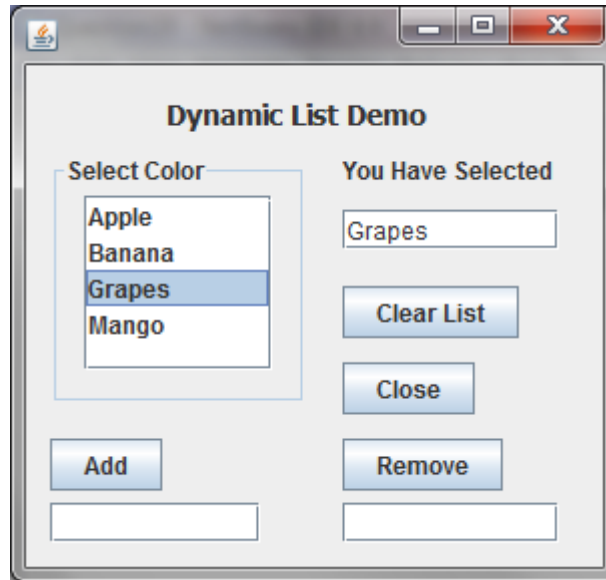 Dynamic List Demo
Select Color
You Have Selected
Apple
Banana
Grapes
Mango
Grapes
Clear List
Close
Add
Remove